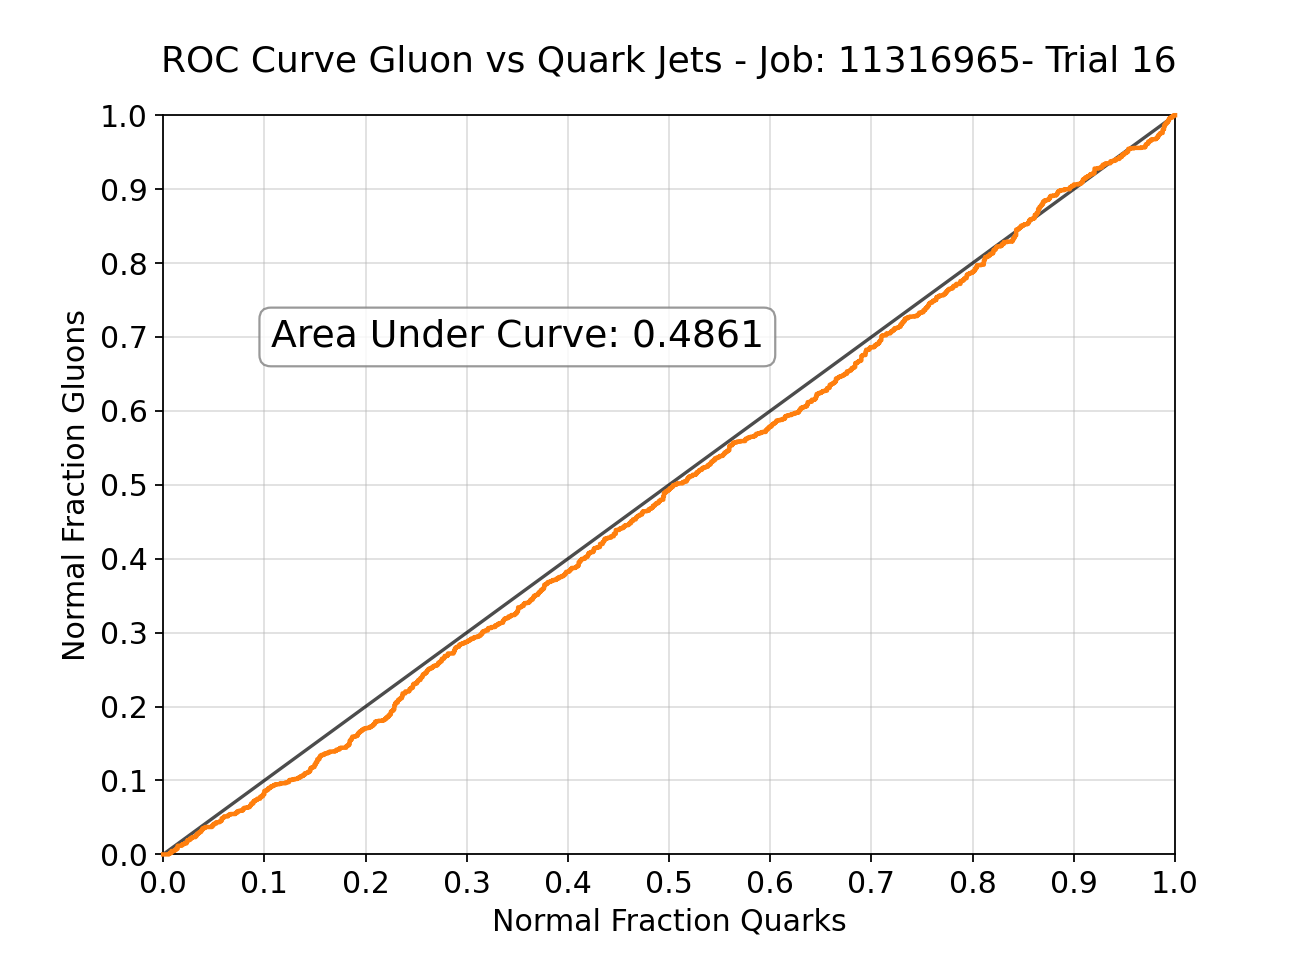 ROC Curve Gluon vs Quark Jets - Job: 11316965- Trial 16
Normal Fraction Gluons
1.0
0.9
0.8
0.7
0.6
0.5
0.4
0.3
0.2
0.1
0.0
Area Under Curve: 0.4861
0.0 0.1 0.2 0.3 0.4 0.5 0.6 0.7 0.8 0.9 1.0
Normal Fraction Quarks